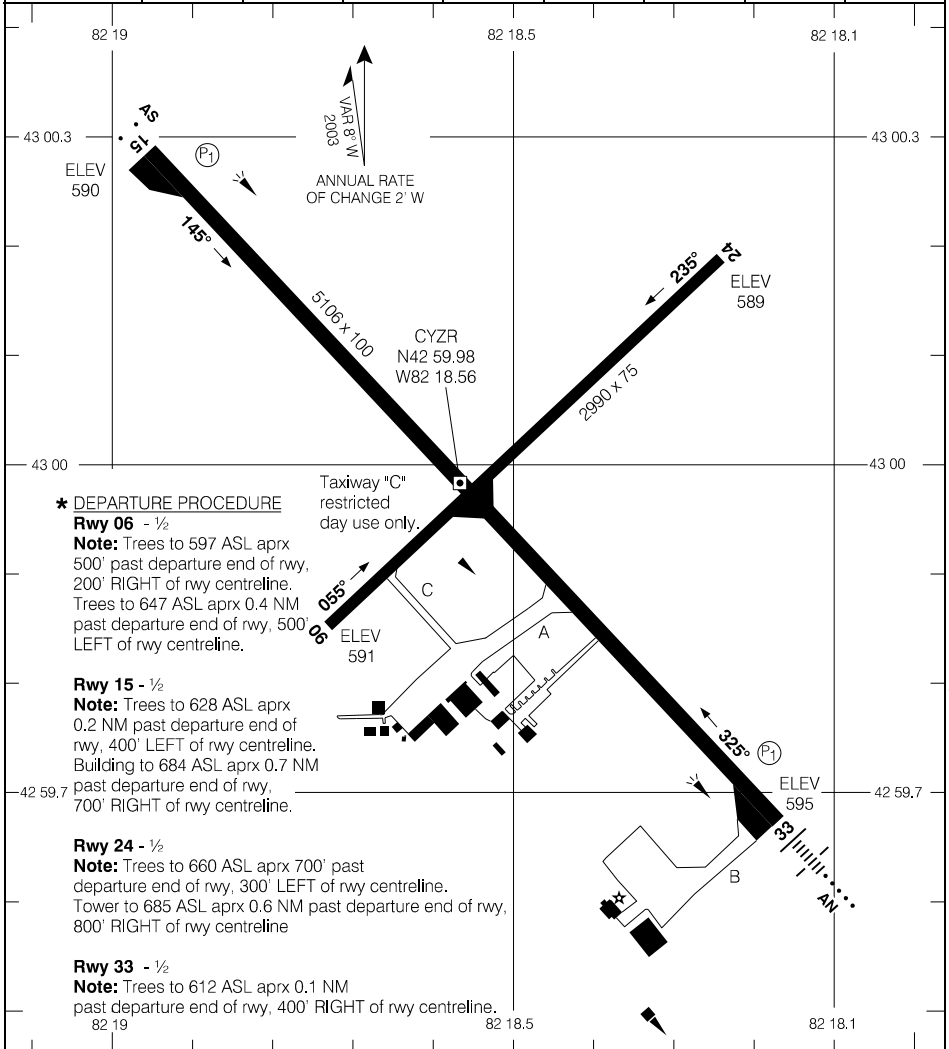 82 19
82 18.5
82 18.1
AS
15
43 00.3
43 00.3
P1
VAR 8° W
2003
ELEV
590
ANNUAL RATE
OF CHANGE 2' W
145°
24
235°
ELEV
589
5106 x 100
CYZR
N42 59.98
W82 18.56
2990 x 75
43 00
43 00
Taxiway "C"
restricted
day use only.
* DEPARTURE PROCEDURE
Rwy 06 - ½
Note: Trees to 597 ASL aprx
500' past departure end of rwy,
200' RIGHT of rwy centreline.
Trees to 647 ASL aprx 0.4 NM
past departure end of rwy, 500'
LEFT of rwy centreline.
055°
06
ELEV
591
C
A
Rwy 15 - ½
Note: Trees to 628 ASL aprx
0.2 NM past departure end of
rwy, 400' LEFT of rwy centreline.
Building to 684 ASL aprx 0.7 NM
past departure end of rwy,
700' RIGHT of rwy centreline.
325°
P1
ELEV
595
42 59.7
42 59.7
33
AN
B
Rwy 24 - ½
Note: Trees to 660 ASL aprx 700' past
departure end of rwy, 300' LEFT of rwy centreline.
Tower to 685 ASL aprx 0.6 NM past departure end of rwy,
800' RIGHT of rwy centreline
Rwy 33 - ½
Note: Trees to 612 ASL aprx 0.1 NM
past departure end of rwy, 400' RIGHT of rwy centreline.
82 19
82 18.5
82 18.1